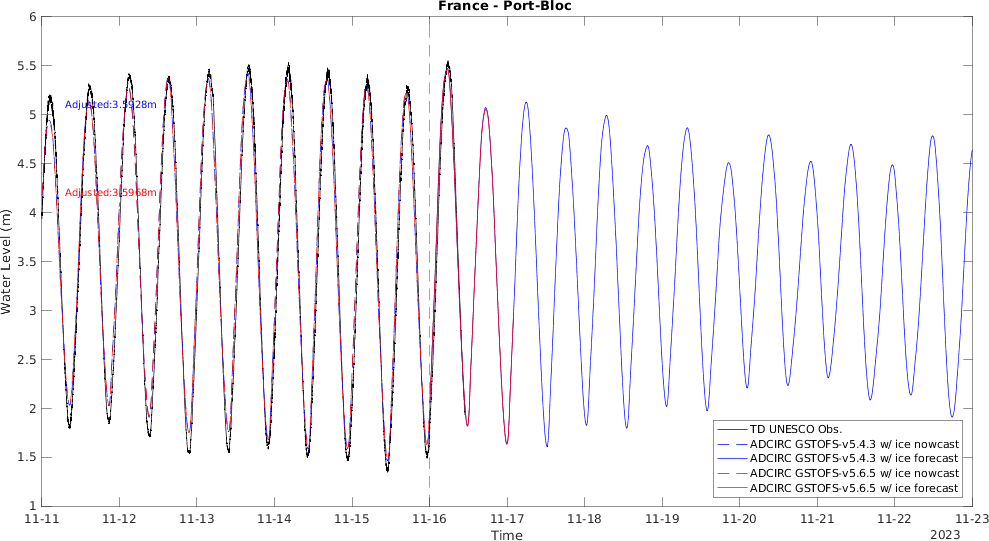 France - Port-Bloc
6
5.5
5
4.5
4
3.5
3
2.5
2
1.5
1
Water Level (m)
Adjusted:3.5928m
Adjusted:3.5968m
TD UNESCO Obs.
ADCIRC GSTOFS-v5.4.3 w/ ice nowcast
ADCIRC GSTOFS-v5.4.3 w/ ice forecast
ADCIRC GSTOFS-v5.6.5 w/ ice nowcast
ADCIRC GSTOFS-v5.6.5 w/ ice forecast
11-11 11-12 11-13 11-14 11-15 11-16 11-17 11-18 11-19 11-20 11-21 11-22 11-23
Time
2023